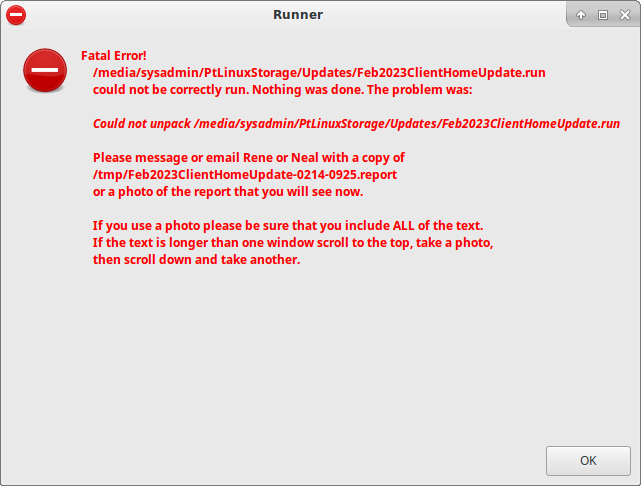 Runner
Fatal Error!
/media/sysadmin/PtLinuxStorage/Updates/Feb2023ClientHomeUpdate.run
could not be correctly run. Nothing was done. The problem was:
Could not unpack /media/sysadmin/PtLinuxStorage/Updates/Feb2023ClientHomeUpdate.run
Please message or email Rene or Neal with a copy of
/tmp/Feb2023ClientHomeUpdate-0214-0925.report
or a photo of the report that you will see now.
If you use a photo please be sure that you include ALL of the text.
If the text is longer than one window scroll to the top, take a photo,
then scroll down and take another.
OK